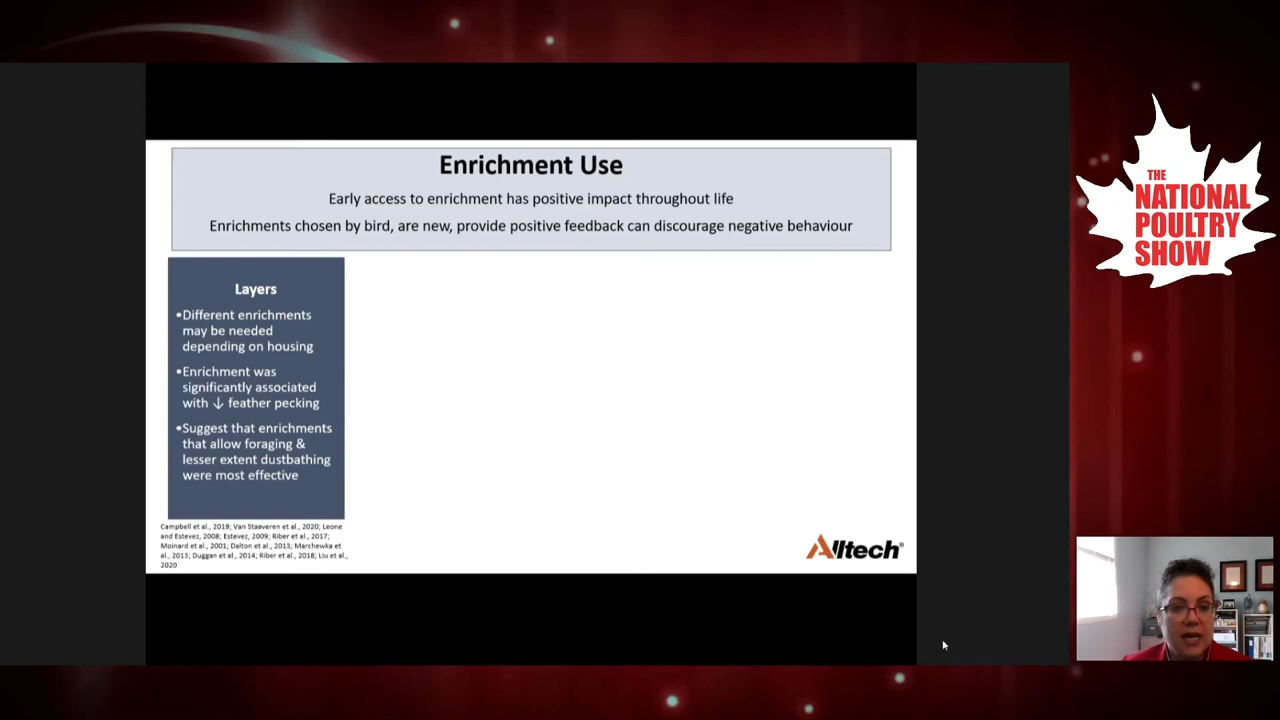 Enrichment Use
Early access to enrichment has positive impact throughout life
Enrichments chosen by bird, are new, provide positive feedback can discourage negative behaviour
Layers
•Different enrichments
may be needed
depending on housing
•Enrichment was
significantly associated
with ↓ feather pecking
•Suggest that enrichments
that allow foraging &
lesser extent dustbathing
were most effective
Campbell et al., 2019; Van Staaveren et al., 2020; Leone
and Estevez, 2008; Estevez, 2009; Riber et al., 2017;
Moinard et al., 2001; Dalton et al., 2013; Marchewka et
al., 2013; Duggan et al., 2014; Riber et al., 2018; Liu et al.,
2020
Alltech®
THE
NATIONAL
POULTRY
SHOW